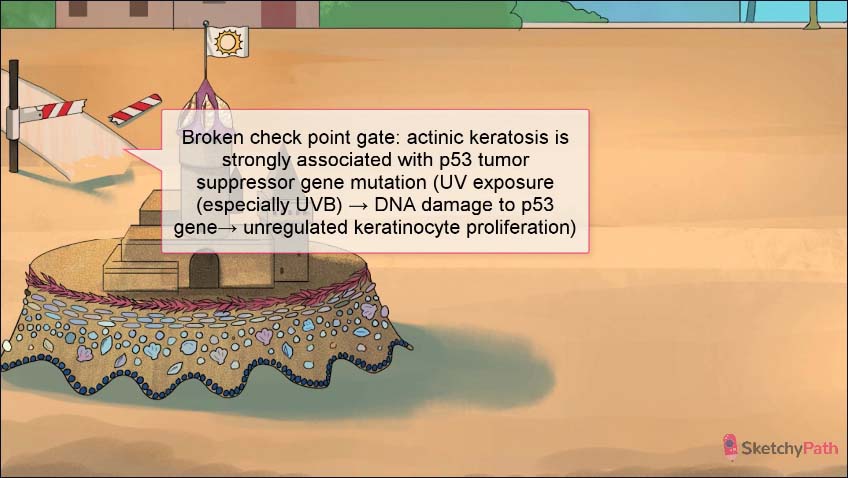 Broken check point gate: actinic keratosis is
strongly associated with p53 tumor
suppressor gene mutation (UV exposure
(especially UVB) → DNA damage to p53
gene→ unregulated keratinocyte proliferation)
SketchyPath